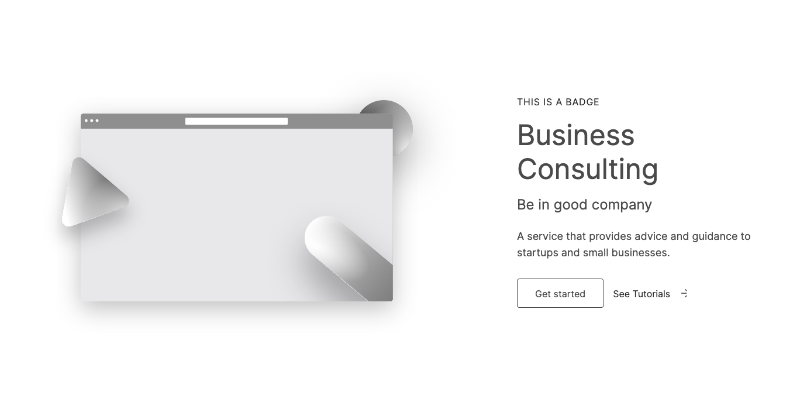 THIS IS A BADGE
Business
Consulting
Be in good company
A service that provides advice and guidance to
startups and small businesses.
Get started
See Tutorials